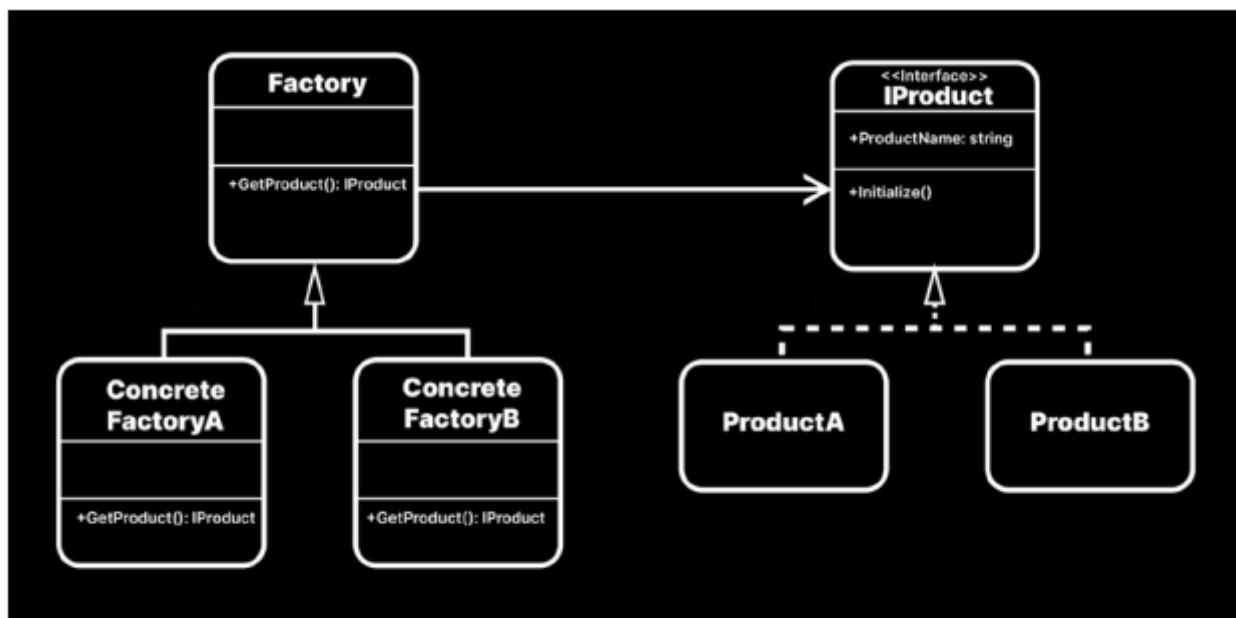 Factory
+GetProduct(): IProduct
<<Interface>>
IProduct
+ProductName: string
+Initialize()
Concrete
FactoryA
+GetProduct(): IProduct
Concrete
FactoryB
+GetProduct(): IProduct
ProductA
ProductB